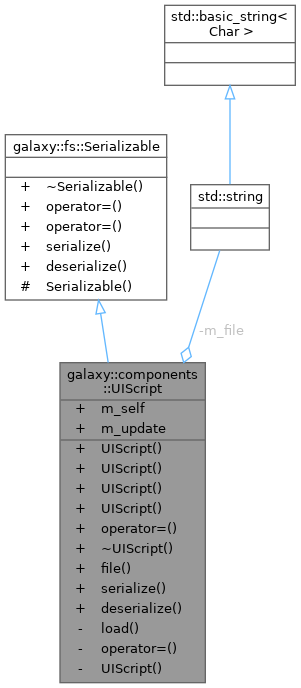 std::basic_string<
Char >
galaxy::fs::Serializable
+ ~Serializable()
+ operator=()
+ operator=()
+ serialize()
+ deserialize()
# Serializable()
std::string
-m_file
galaxy::components
::UIScript
+ m_self
+ m_update
+ UIScript()
+ UIScript()
+ UIScript()
+ UIScript()
+ operator=()
+ ~UIScript()
+ file()
+ serialize()
+ deserialize()
- load()
- operator=()
- UIScript()